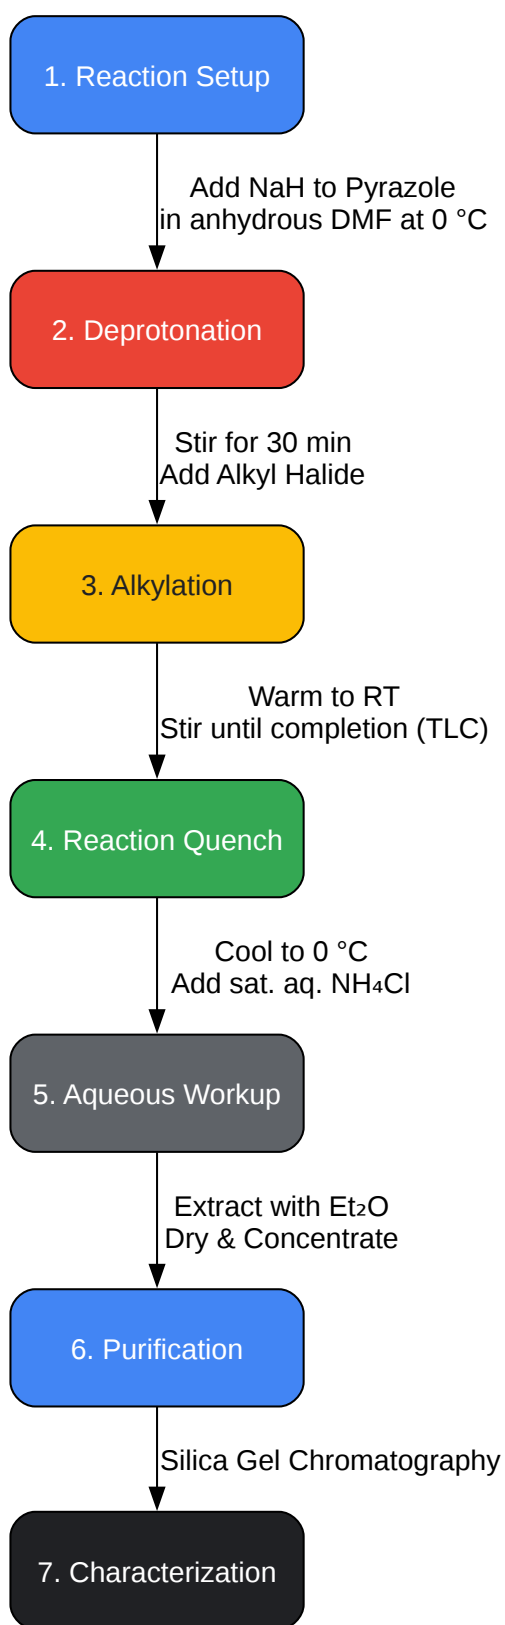 1. Reaction Setup
Add NaH to Pyrazole
in anhydrous DMF at 0 °C
2. Deprotonation
Stir for 30 min
Add Alkyl Halide
3. Alkylation
Warm to RT
Stir until completion (TLC)
4. Reaction Quench
Cool to 0 °C
Add sat. aq. NH₄Cl
5. Aqueous Workup
Extract with Et₂O
Dry & Concentrate
6. Purification
Silica Gel Chromatography
7. Characterization